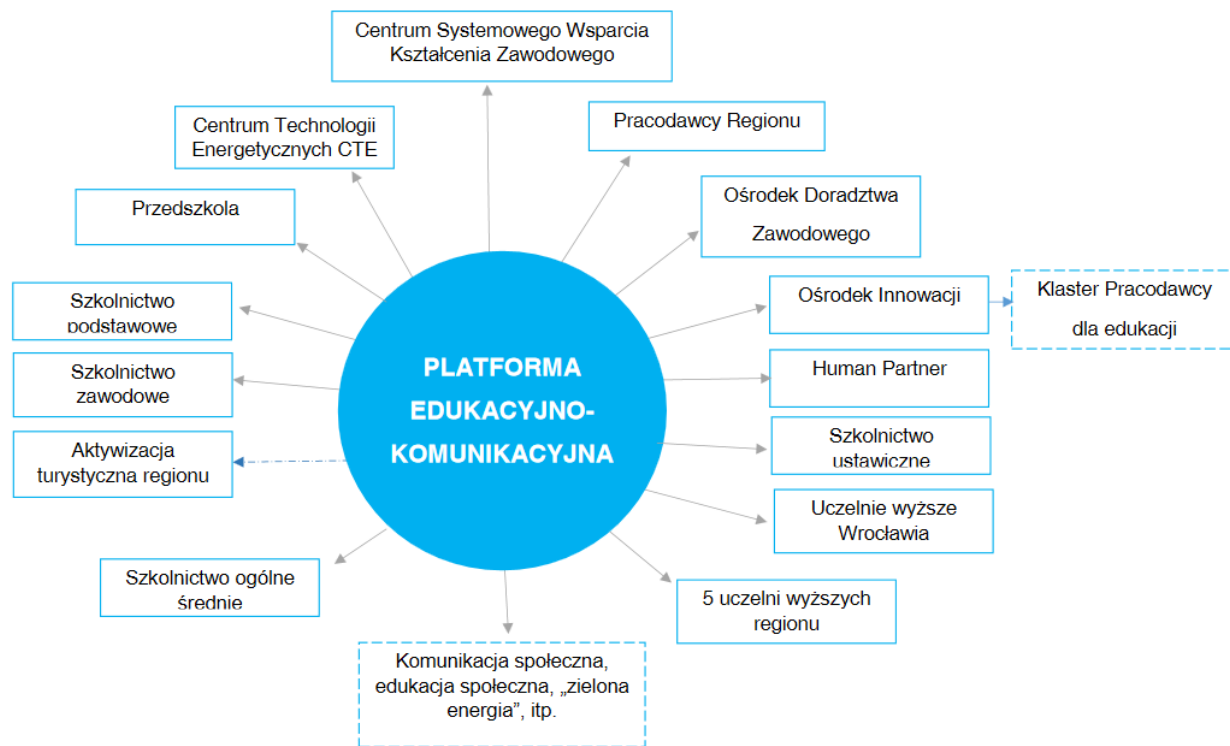 Centrum Systemowego Wsparcia
Kształcenia Zawodowego
Pracodawcy Regionu
Centrum Technologii
Energetycznych CTE
Ośrodek Doradztwa
Zawodowego
Przedszkola
Ośrodek Innowacji
Klaster Pracodawcy
dla edukacji
Szkolnictwo
podstawowe
Szkolnictwo
zawodowe
PLATFORMA
EDUKACYJNO-
KOMUNIKACYJNA
Human Partner
Aktywizacja
turystyczna regionu
Szkolnictwo
ustawiczne
Uczelnie wyższe
Wrocławia
Szkolnictwo ogólne
średnie
5 uczelni wyższych
regionu
Komunikacja społeczna,
edukacja społeczna, „zielona
energia”, itp.